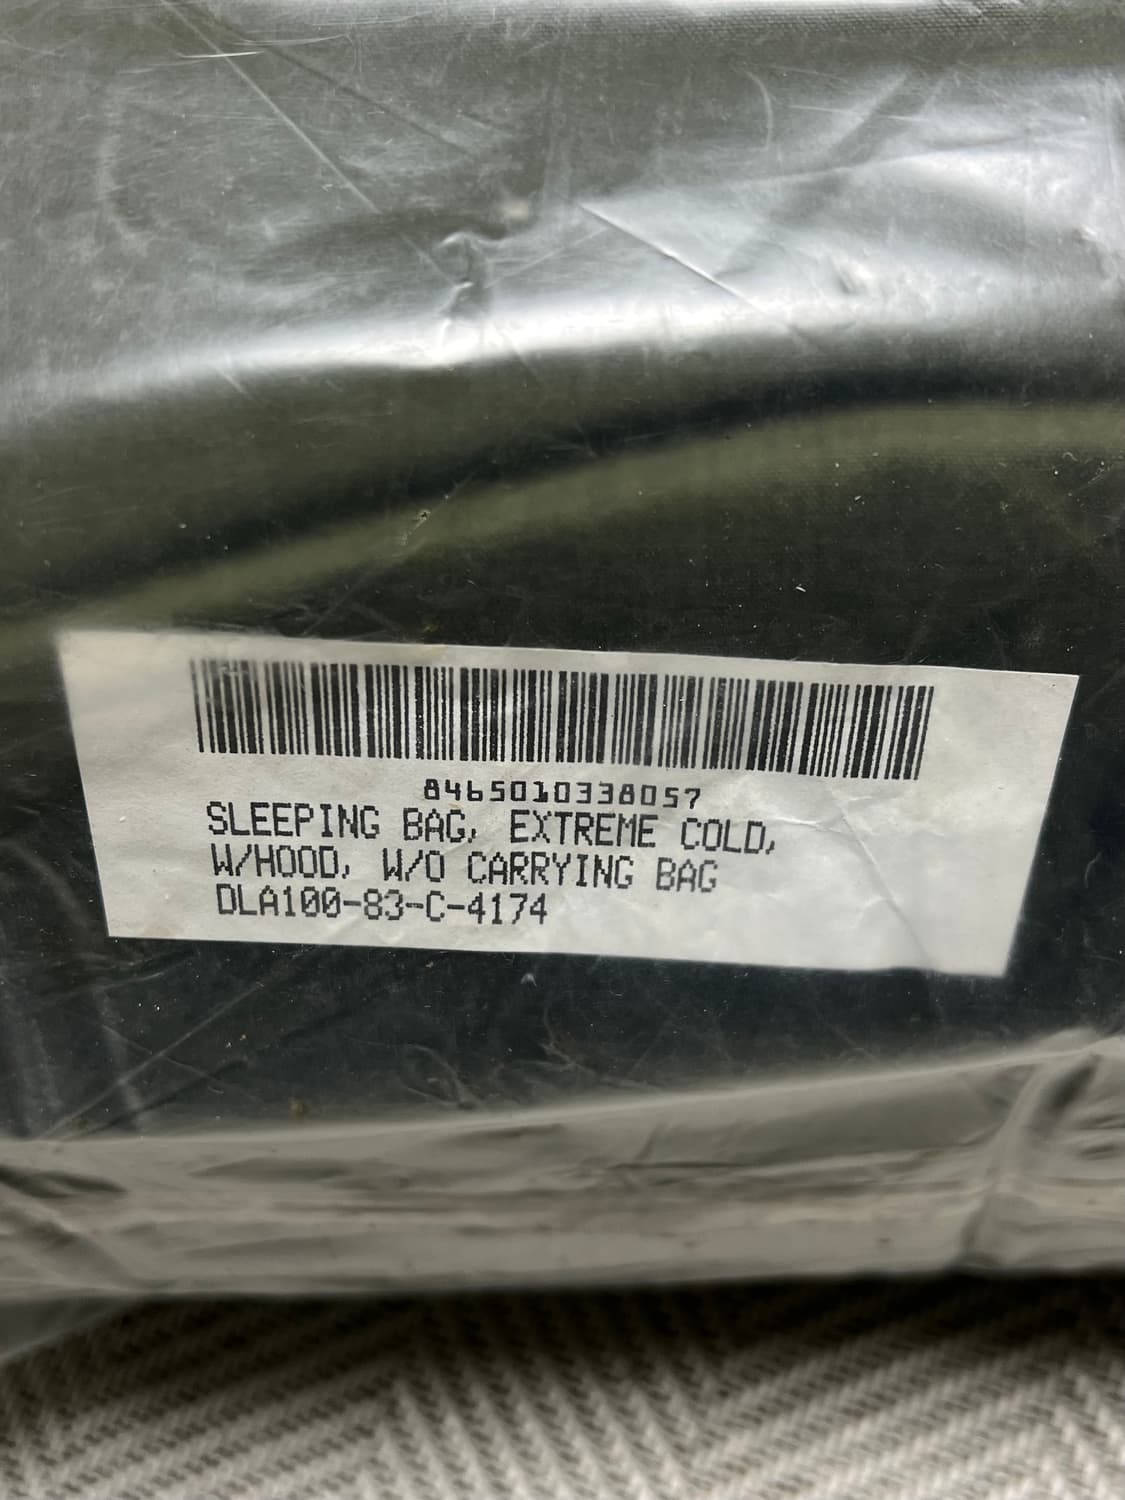 8465010338057
SLEEPING BAG, EXTREME COLD,
W/HOOD, W/O CARRYING BAG
DLA100-83-C-4174